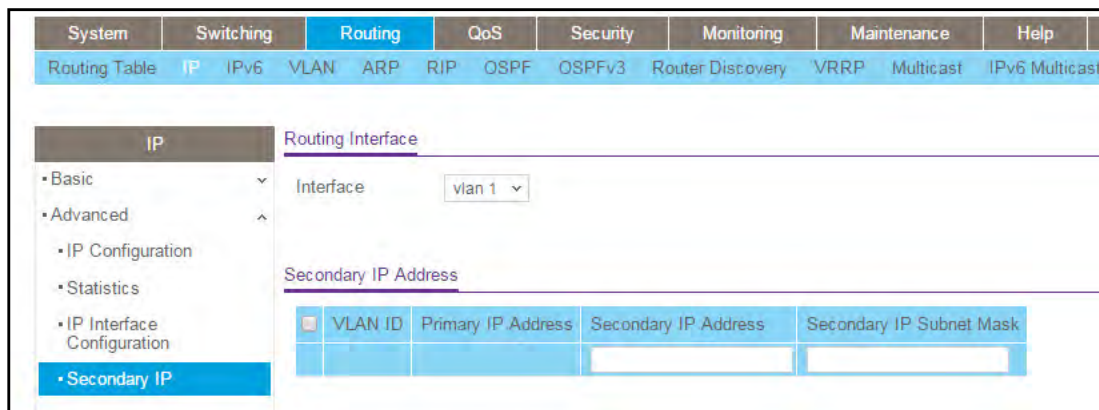 System Switching Routing QoS Security Monitoring Maintenance Help
Routing Table IP IPv6 VLAN ARP RIP OSPF OSPFv3 Router Discovery VRRP Multicast IPv6 Multicast
IP
Basic
Advanced
IP Configuration
Statistics
IP Interface
Configuration
Secondary IP
Routing Interface
Interface vlan 1
Secondary IP Address
VLAN ID Primary IP Address Secondary IP Address Secondary IP Subnet Mask